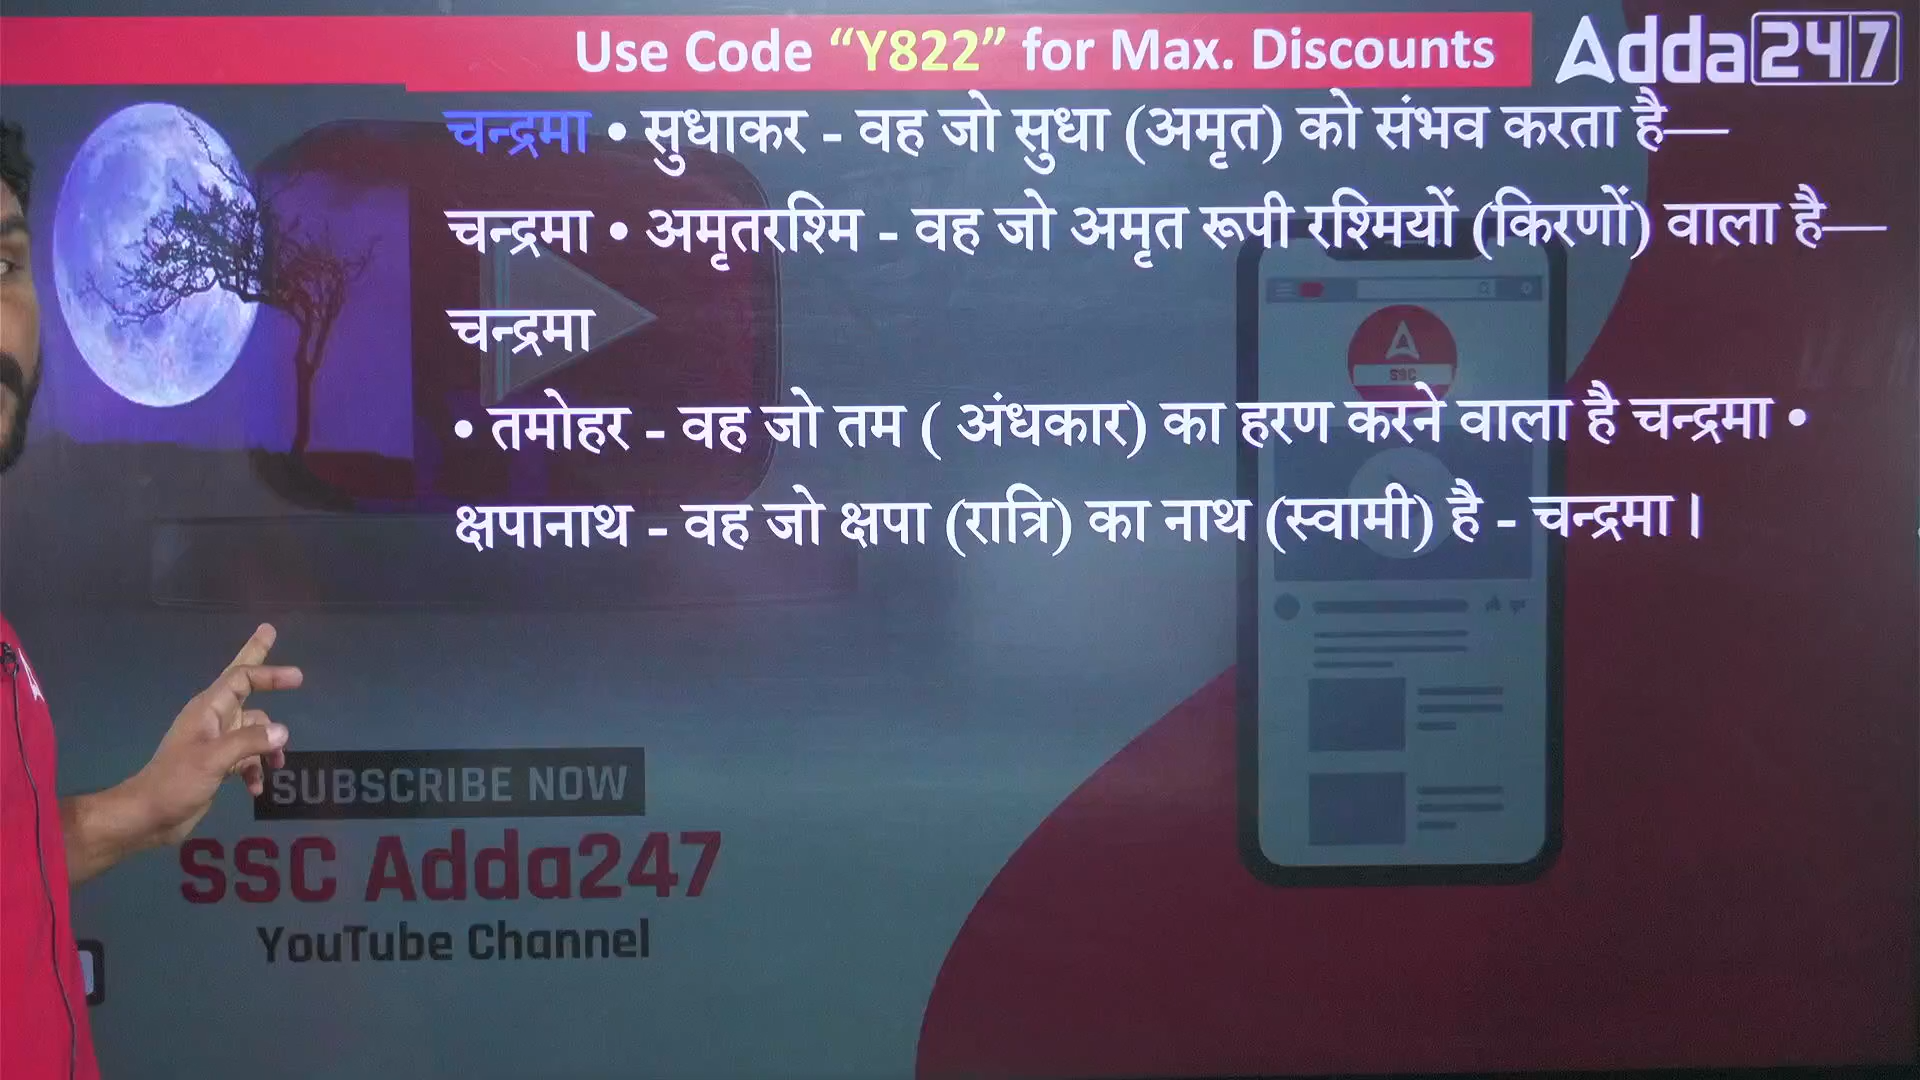 Use Code “Y822” for Max. Discounts
Adda247
चन्द्रमा • सुधाकर - वह जो सुधा (अमृत) को संभव करता है—
चन्द्रमा • अमृतरश्मि - वह जो अमृत रूपी रश्मियों (किरणों) वाला है—
चन्द्रमा
• तमोहर - वह जो तम ( अंधकार) का हरण करने वाला है चन्द्रमा •
क्षपानाथ - वह जो क्षपा (रात्रि) का नाथ (स्वामी) है - चन्द्रमा।
SSC
SUBSCRIBE NOW
SSC Adda247
YouTube Channel